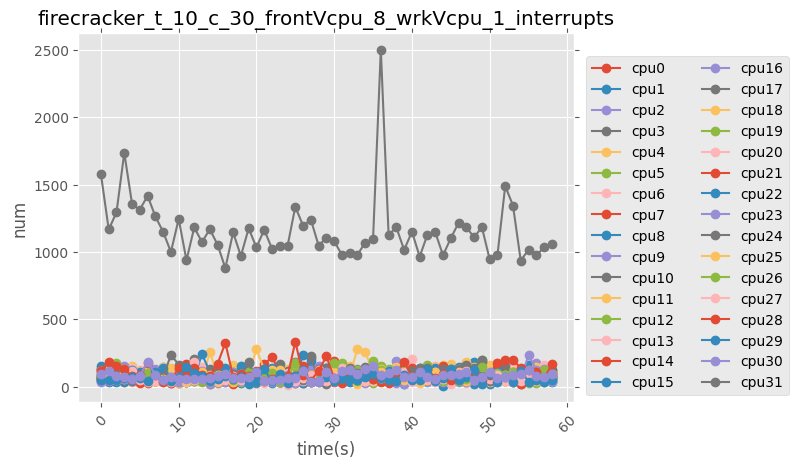 firecracker_t_10_c_30_frontVcpu_8_wrkVcpu_1_interrupts
2500
2000
1500
1000
500
0
num
0
10
20
30
40
50
60
time(s)
cpu0
cpu1
cpu2
cpu3
cpu4
cpu5
cpu6
cpu7
cpu8
cpu9
cpu10
cpu11
cpu12
cpu13
cpu14
cpu15
cpu16
cpu17
cpu18
cpu19
cpu20
cpu21
cpu22
cpu23
cpu24
cpu25
cpu26
cpu27
cpu28
cpu29
cpu30
cpu31